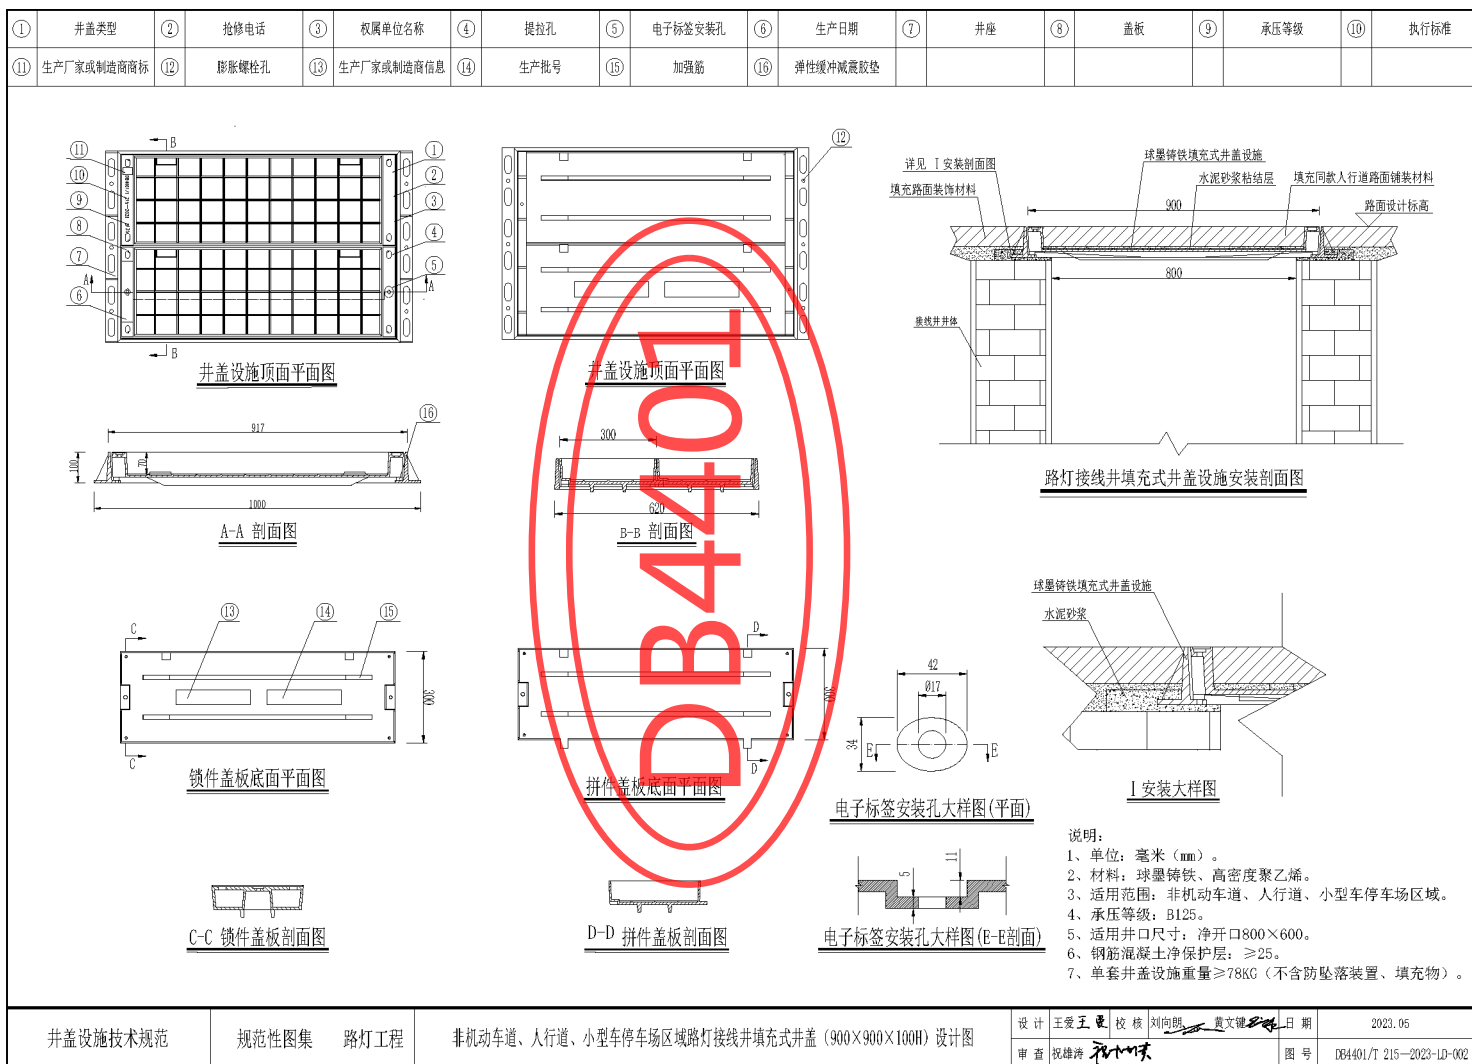 ① 井盖类型 ② 抢修电话 ③ 权属单位名称 ④ 提拉孔 ⑤ 电子标签安装孔 ⑥ 生产日期 ⑦ 井座 ⑧ 盖板 ⑨ 承压等级 ⑩ 执行标准
⑪ 生产厂家或制造商商标 ⑫ 膨胀螺栓孔 ⑬ 生产厂家或制造商信息 ⑭ 生产批号 ⑮ 加强筋 ⑯ 弹性缓冲减震胶垫
B
⑪
⑩
⑨
⑧
⑦
A
⑥
①
②
③
④
⑤
A
B
井盖设施顶面平面图
⑫
井盖设施顶面平面图
详见 I 安装剖面图
填充路面装饰材料
球墨铸铁填充式井盖设施
水泥砂浆粘结层
填充同款人行道路面铺装材料
路面设计标高
900
800
接线井井体
路灯接线井填充式井盖设施安装剖面图
917
⑯
100
70
1000
A-A 剖面图
300
620
B-B 剖面图
DB4401
C
⑬
⑭
⑮
300
C
锁件盖板底面平面图
D
300
D
拼件盖板底面平面图
42
Ø17
34
E
E
电子标签安装孔大样图(平面)
球墨铸铁填充式井盖设施
水泥砂浆
I 安装大样图
C-C 锁件盖板剖面图
D-D 拼件盖板剖面图
5
11
电子标签安装孔大样图(E-E剖面)
说明:
1、单位: 毫米（mm）。
2、材料: 球墨铸铁、高密度聚乙烯。
3、适用范围: 非机动车道、人行道、小型车停车场区域。
4、承压等级: B125。
5、适用井口尺寸: 净开口800×600。
6、钢筋混凝土净保护层: ≥25。
7、单套井盖设施重量≥78KG（不含防坠落装置、填充物）。
井盖设施技术规范 规范性图集 路灯工程 非机动车道、人行道、小型车停车场区域路灯接线井填充式井盖（900×900×100H）设计图
设 计 王爱 校 核 刘向朗 黄文键 日 期 2023.05
审 查 祝雄涛 图 号 DB4401/T 215—2023-LD-002